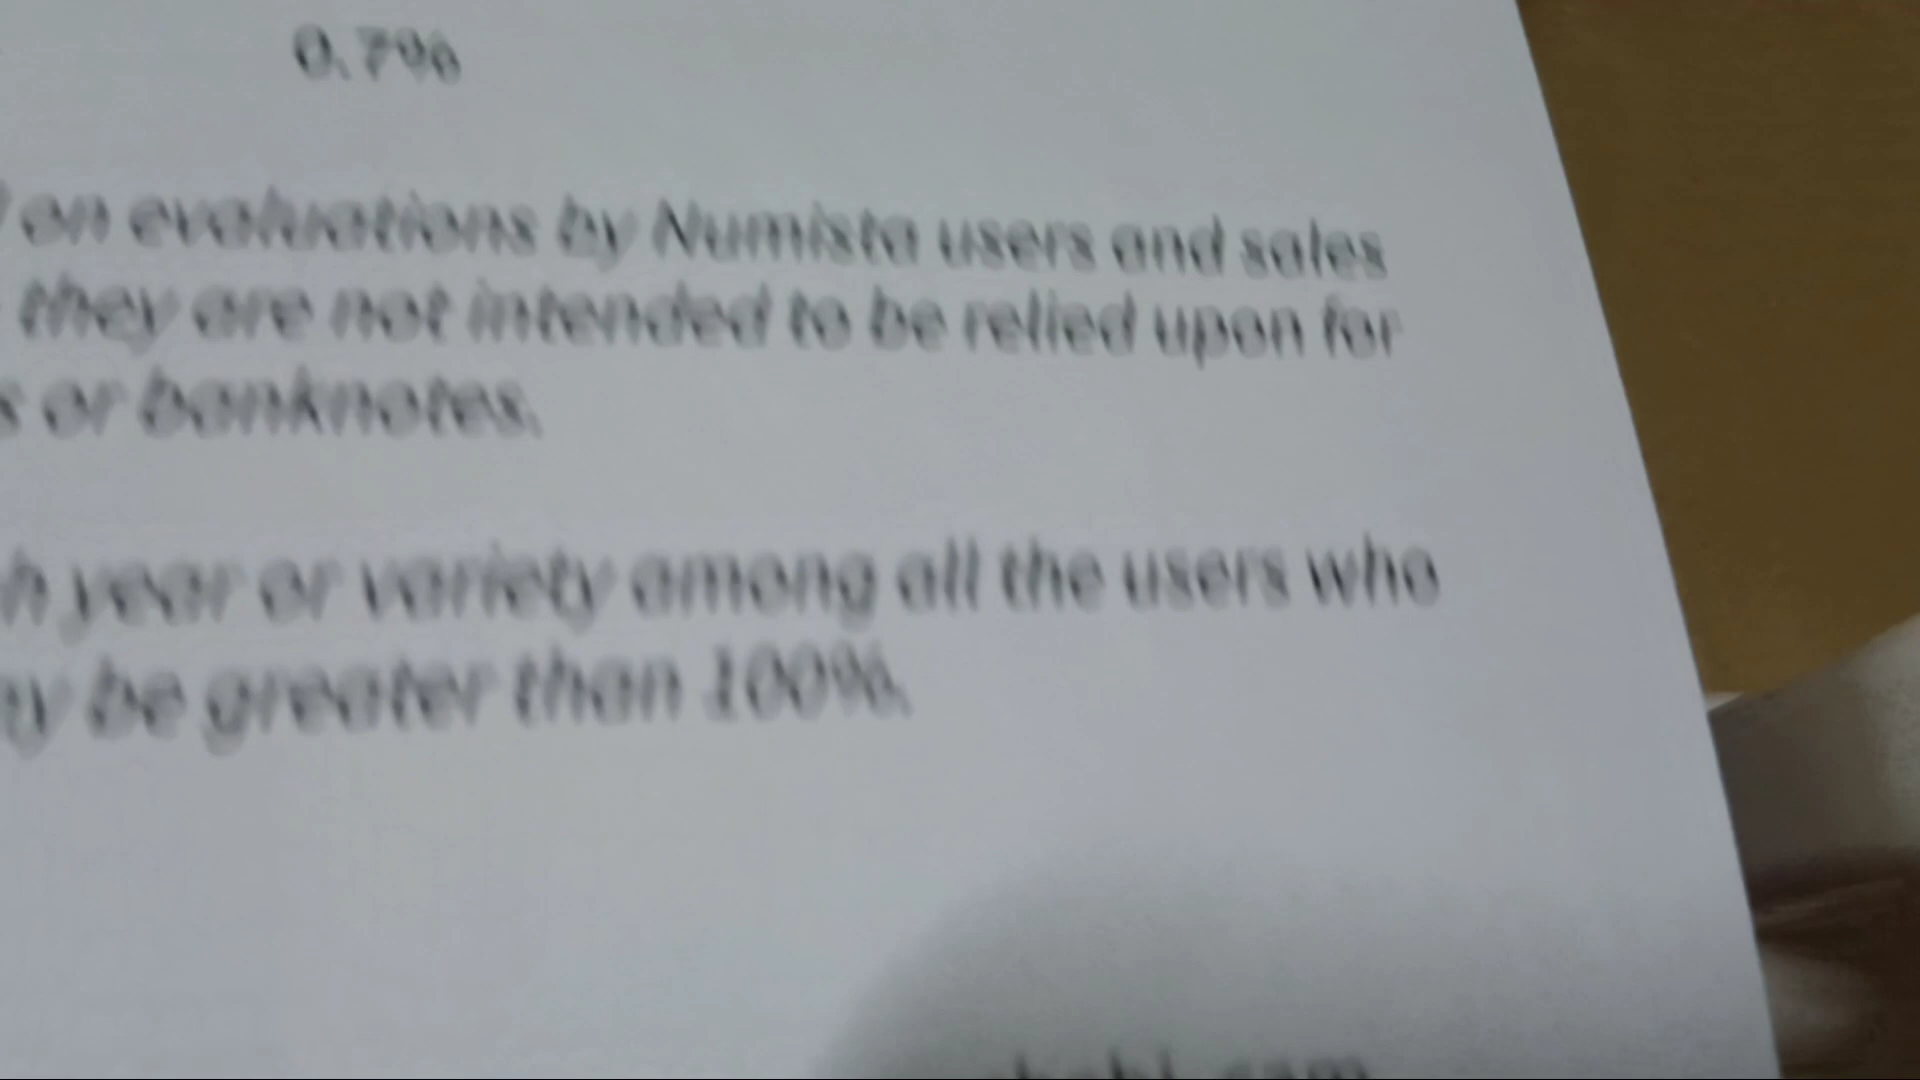 0.7%
on evaluations by Numista users and sales
they are not intended to be relied upon for
or banknotes.
year or variety among all the users who
be greater than 100%.